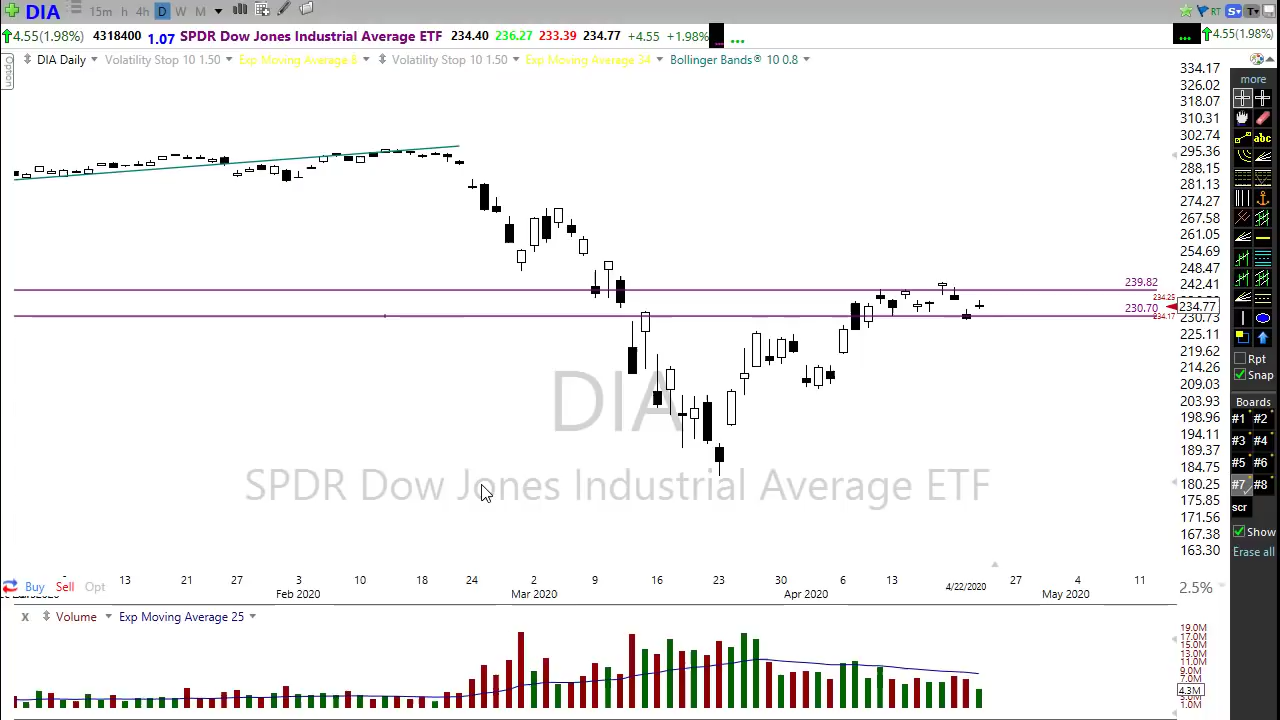 DIA 15m h 4h D W M RT S T
4.55(1.98%) 4318400 1.07 SPDR Dow Jones Industrial Average ETF 234.40 236.27 233.39 234.77 +4.55 +1.98% ... ... 4.55(1.98%)
Option
DIA Daily Volatility Stop 10 1.50 Exp Moving Average 8 Volatility Stop 10 1.50 Exp Moving Average 34 Bollinger Bands® 10 0.8
334.17
326.02
318.07
310.31
302.74
295.36
288.15
281.13
274.27
267.58
261.05
254.69
248.47
242.41
239.82
234.25
234.77
230.70
234.17
230.73
225.11
219.62
214.26
209.03
203.93
198.96
194.11
189.37
184.75
180.25
175.85
171.56
167.38
163.30
DIA
SPDR Dow Jones Industrial Average ETF
more
abc
Rpt
Snap
Boards
#1 #2
#3 #4
#5 #6
#7 #8
scr
Show
Erase all
13 21 27 3 10 18 24 2 9 16 23 30 6 13 4/22/2020 27 4 11
Buy Sell Opt
2.5%
Feb 2020 Mar 2020 Apr 2020 May 2020
x Volume Exp Moving Average 25
19.0M
17.0M
15.0M
13.0M
11.0M
9.0M
7.0M
4.3M
3.0M
1.0M